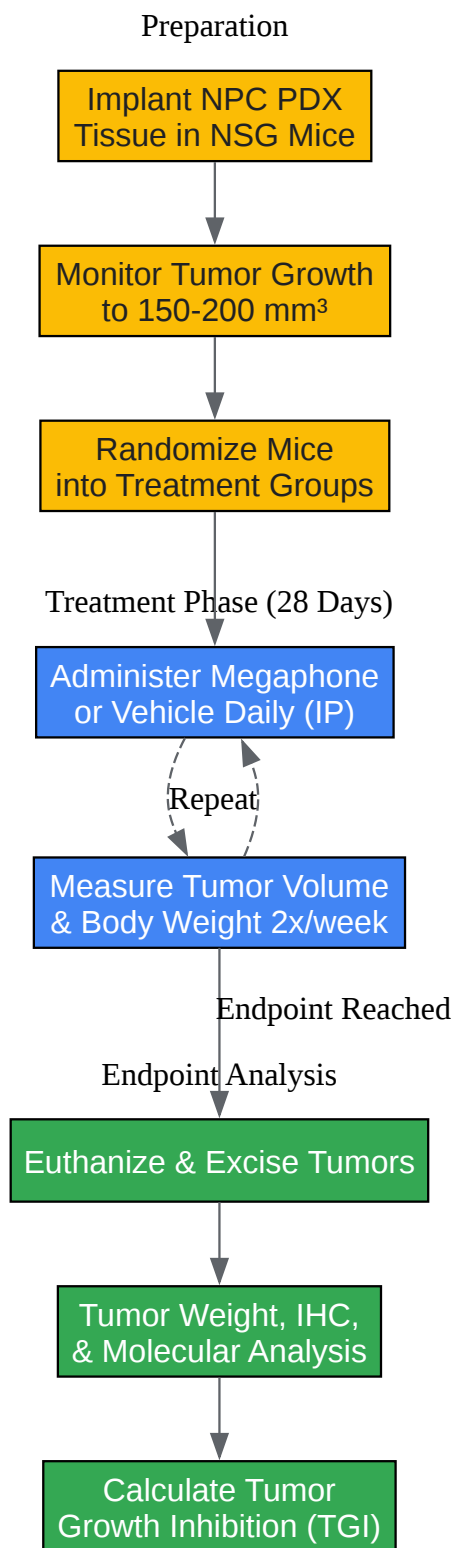 Preparation
Implant NPC PDX
Tissue in NSG Mice
Monitor Tumor Growth
to 150-200 mm³
Randomize Mice
into Treatment Groups
Treatment Phase (28 Days)
Administer Megaphone
or Vehicle Daily (IP)
Repeat
Measure Tumor Volume
& Body Weight 2x/week
Endpoint Reached
Endpoint Analysis
Euthanize & Excise Tumors
Tumor Weight, IHC,
& Molecular Analysis
Calculate Tumor
Growth Inhibition (TGI)